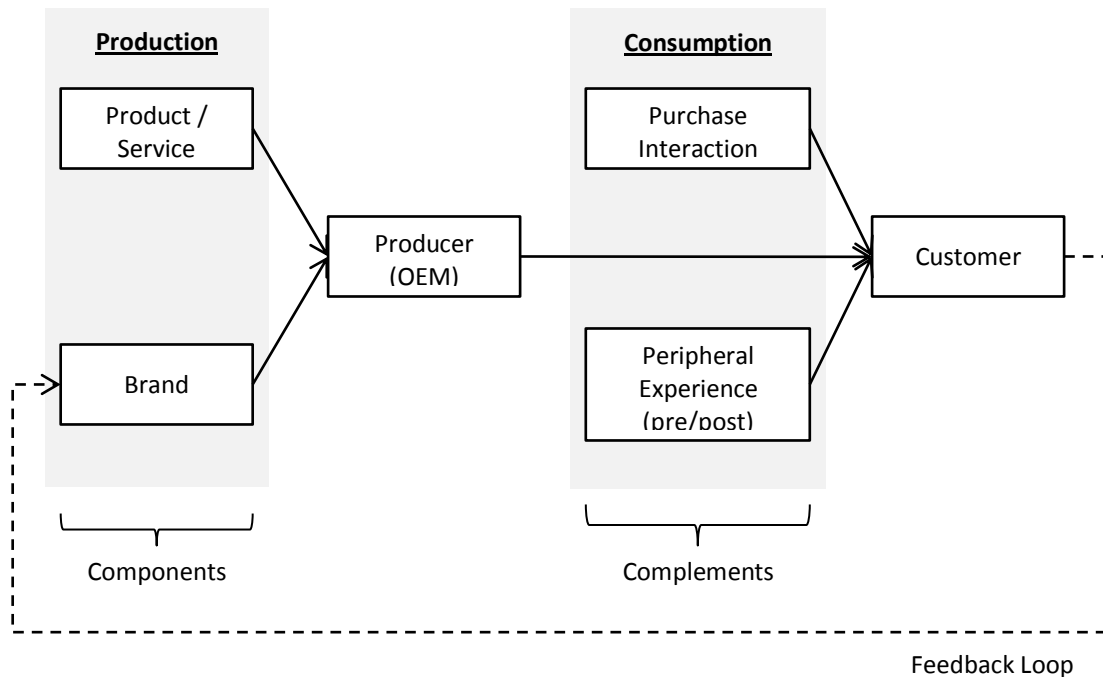 Production
Product /
Service
Brand
Components
Producer
(OEM)
Consumption
Purchase
Interaction
Peripheral
Experience
(pre/post)
Complements
Customer
Feedback Loop